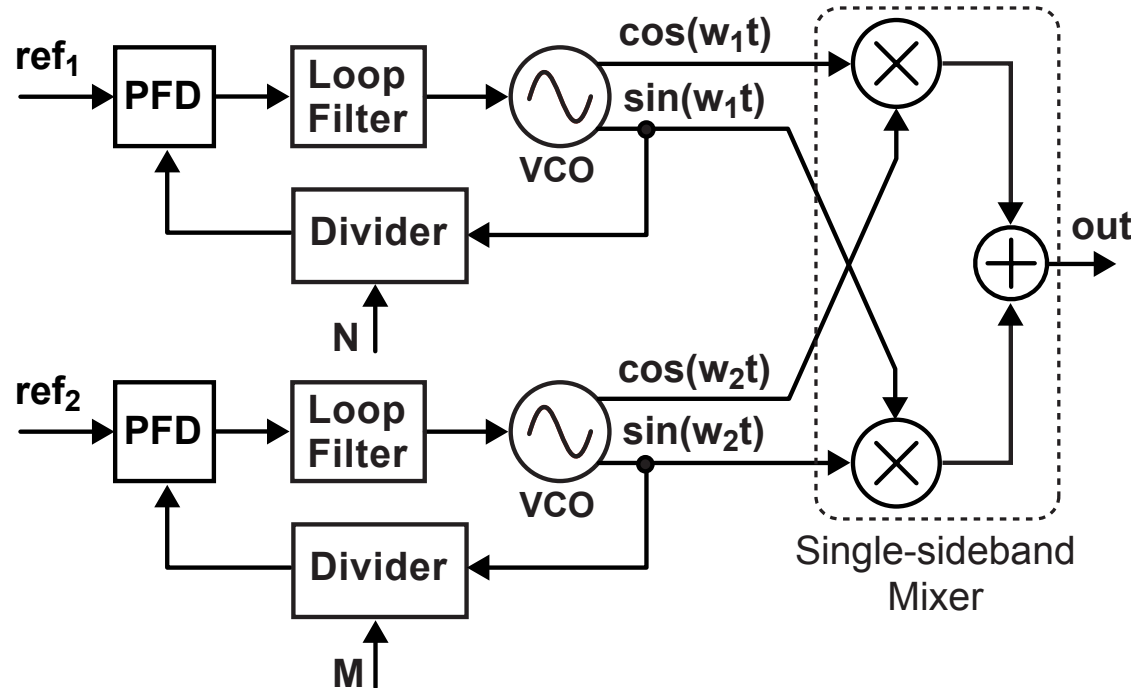 cos(w₁t)
ref₁
PFD
Loop
Filter
sin(w₁t)
VCO
Divider
N
out
cos(w₂t)
ref₂
PFD
Loop
Filter
sin(w₂t)
VCO
Divider
M
Single-sideband
Mixer